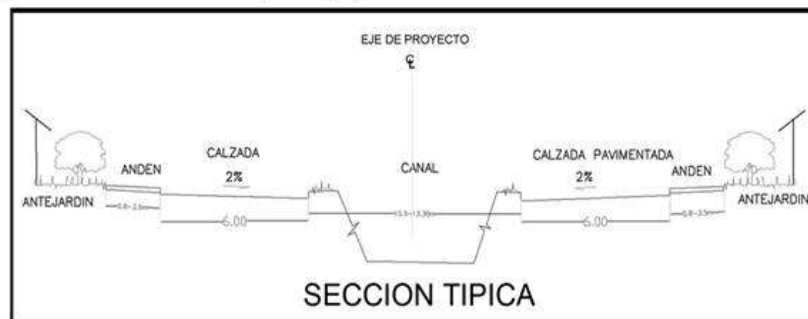 EJE DE PROYECTO
CALZADA
CALZADA PAVIMENTADA
ANDEN
2%
CANAL
2%
ANDEN
ANTEJARDIN
ANTEJARDIN
6.00
6.00
SECCION TIPICA